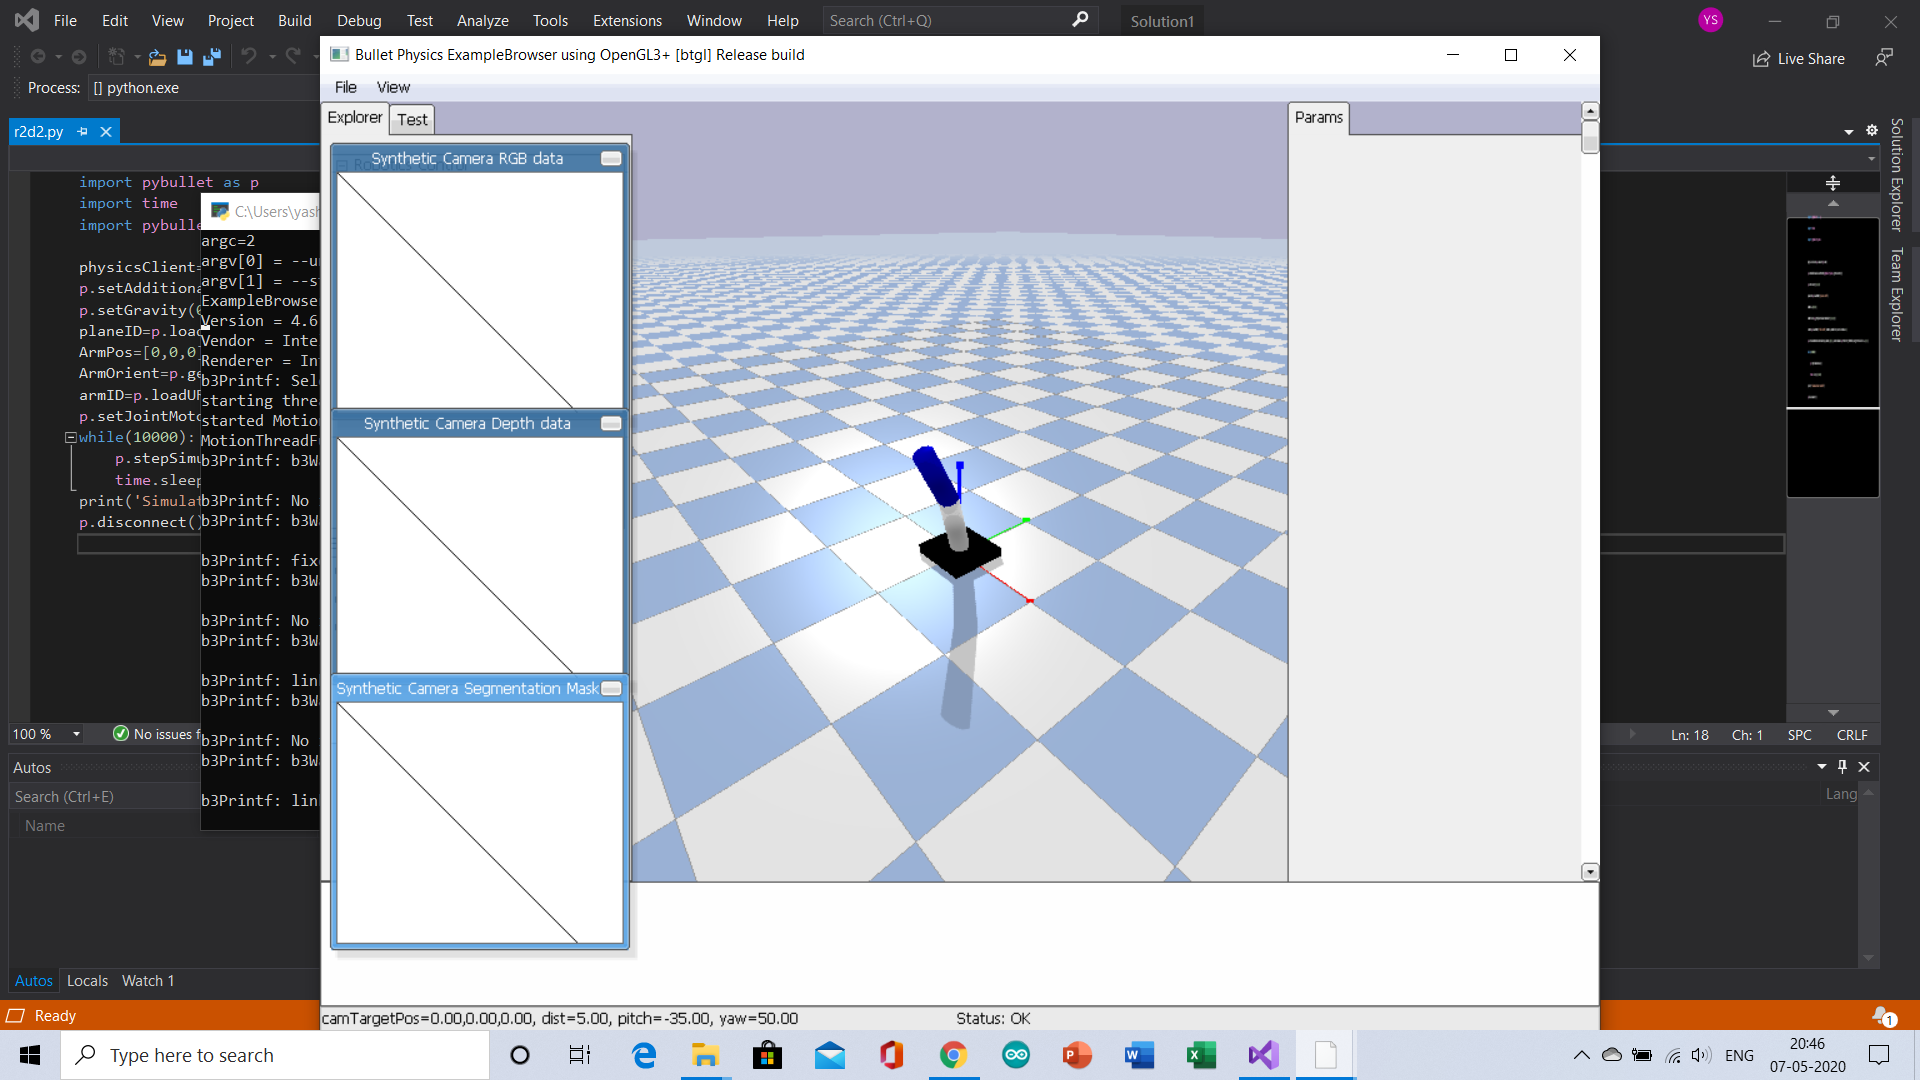 File Edit View Project Build Debug Test Analyze Tools Extensions Window Help Search (Ctrl+Q) Solution1 YS
Live Share
Process: [] python.exe
Bullet Physics ExampleBrowser using OpenGL3+ [btgl] Release build
File View
Explorer Test
Params
r2d2.py
import pybullet as p
import time
import pybulle
physicsClient=
p.setAdditiona
p.setGravity(
planeID=p.load
ArmPos=[0,0,0
ArmOrient=p.ge
armID=p.loadUR
p.setJointMoto
while(10000):
p.stepSimu
time.sleep
print('Simulat
p.disconnect()
C:\Users\yash
argc=2
argv[0] = --u
argv[1] = --s
ExampleBrowse
Version = 4.6
Vendor = Inte
Renderer = In
b3Printf: Sel
starting thre
started Motio
MotionThreadF
b3Printf: b3W
b3Printf: No
b3Printf: b3W
b3Printf: fix
b3Printf: b3W
b3Printf: No
b3Printf: b3W
b3Printf: lin
b3Printf: b3W
b3Printf: No
b3Printf: b3W
b3Printf: lin
Synthetic Camera RGB data
Synthetic Camera Depth data
Synthetic Camera Segmentation Mask
Solution Explorer
Team Explorer
100 % No issues f
Ln: 18 Ch: 1 SPC CRLF
Autos
Search (Ctrl+E)
Name
Lang
Autos Locals Watch 1
camTargetPos=0.00,0.00,0.00, dist=5.00, pitch=-35.00, yaw=50.00 Status: OK
Ready
1
Type here to search
ENG
20:46
07-05-2020